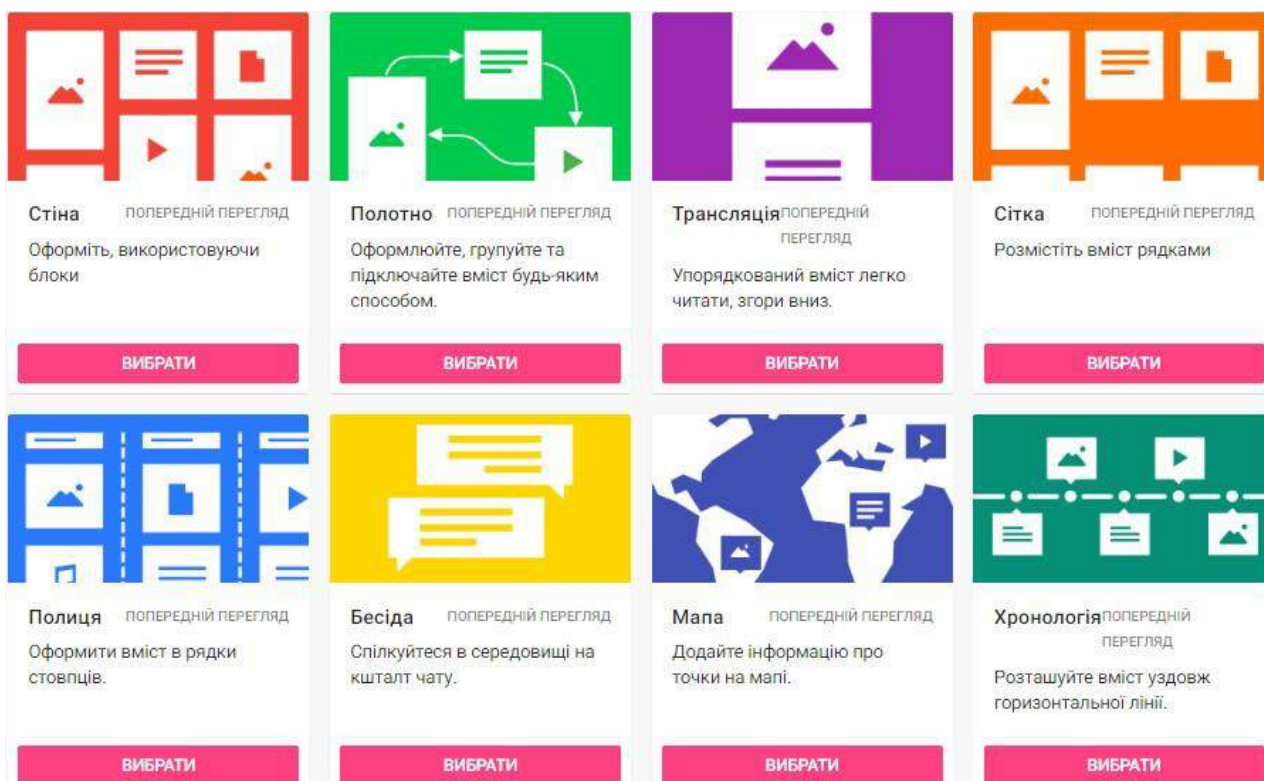 Стіна ПОПЕРЕДНІЙ ПЕРЕГЛЯД
Оформіть, використовуючи
блоки
ВИБРАТИ
Полотно ПОПЕРЕДНІЙ ПЕРЕГЛЯД
Оформлюйте, групуйте та
підключайте вміст будь-яким
способом.
ВИБРАТИ
Трансляція ПОПЕРЕДНІЙ
ПЕРЕГЛЯД
Упорядкований вміст легко
читати, згори вниз.
ВИБРАТИ
Сітка ПОПЕРЕДНІЙ ПЕРЕГЛЯД
Розмістіть вміст рядками
ВИБРАТИ
Полиця ПОПЕРЕДНІЙ ПЕРЕГЛЯД
Оформити вміст в рядки
стовпців.
ВИБРАТИ
Бесіда ПОПЕРЕДНІЙ ПЕРЕГЛЯД
Спілкуйтеся в середовищі на
кшталт чату.
ВИБРАТИ
Мапа ПОПЕРЕДНІЙ ПЕРЕГЛЯД
Додайте інформацію про
точки на мапі.
ВИБРАТИ
Хронологія ПОПЕРЕДНІЙ
ПЕРЕГЛЯД
Розташуйте вміст уздовж
горизонтальної лінії.
ВИБРАТИ